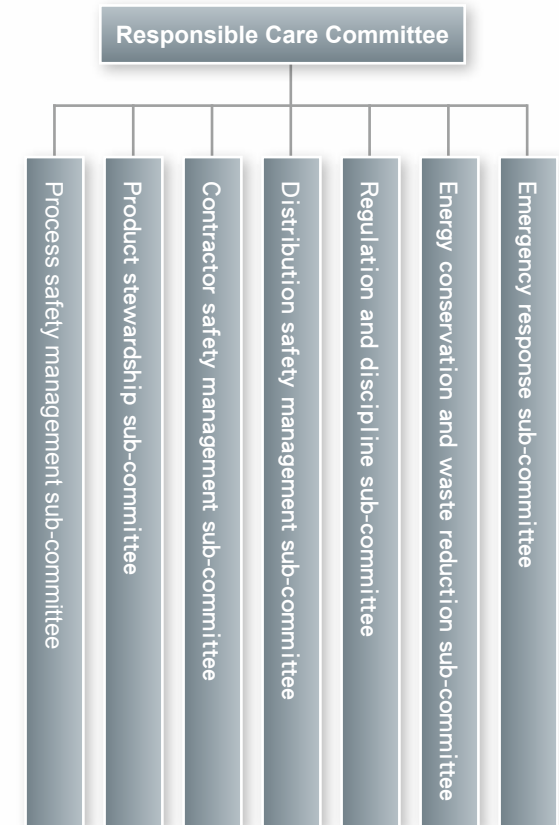 Responsible Care Committee
Process safety management sub-committee
Product stewardship sub-committee
Contractor safety management sub-committee
Distribution safety management sub-committee
Regulation and discipline sub-committee
Energy conservation and waste reduction sub-committee
Emergency response sub-committee